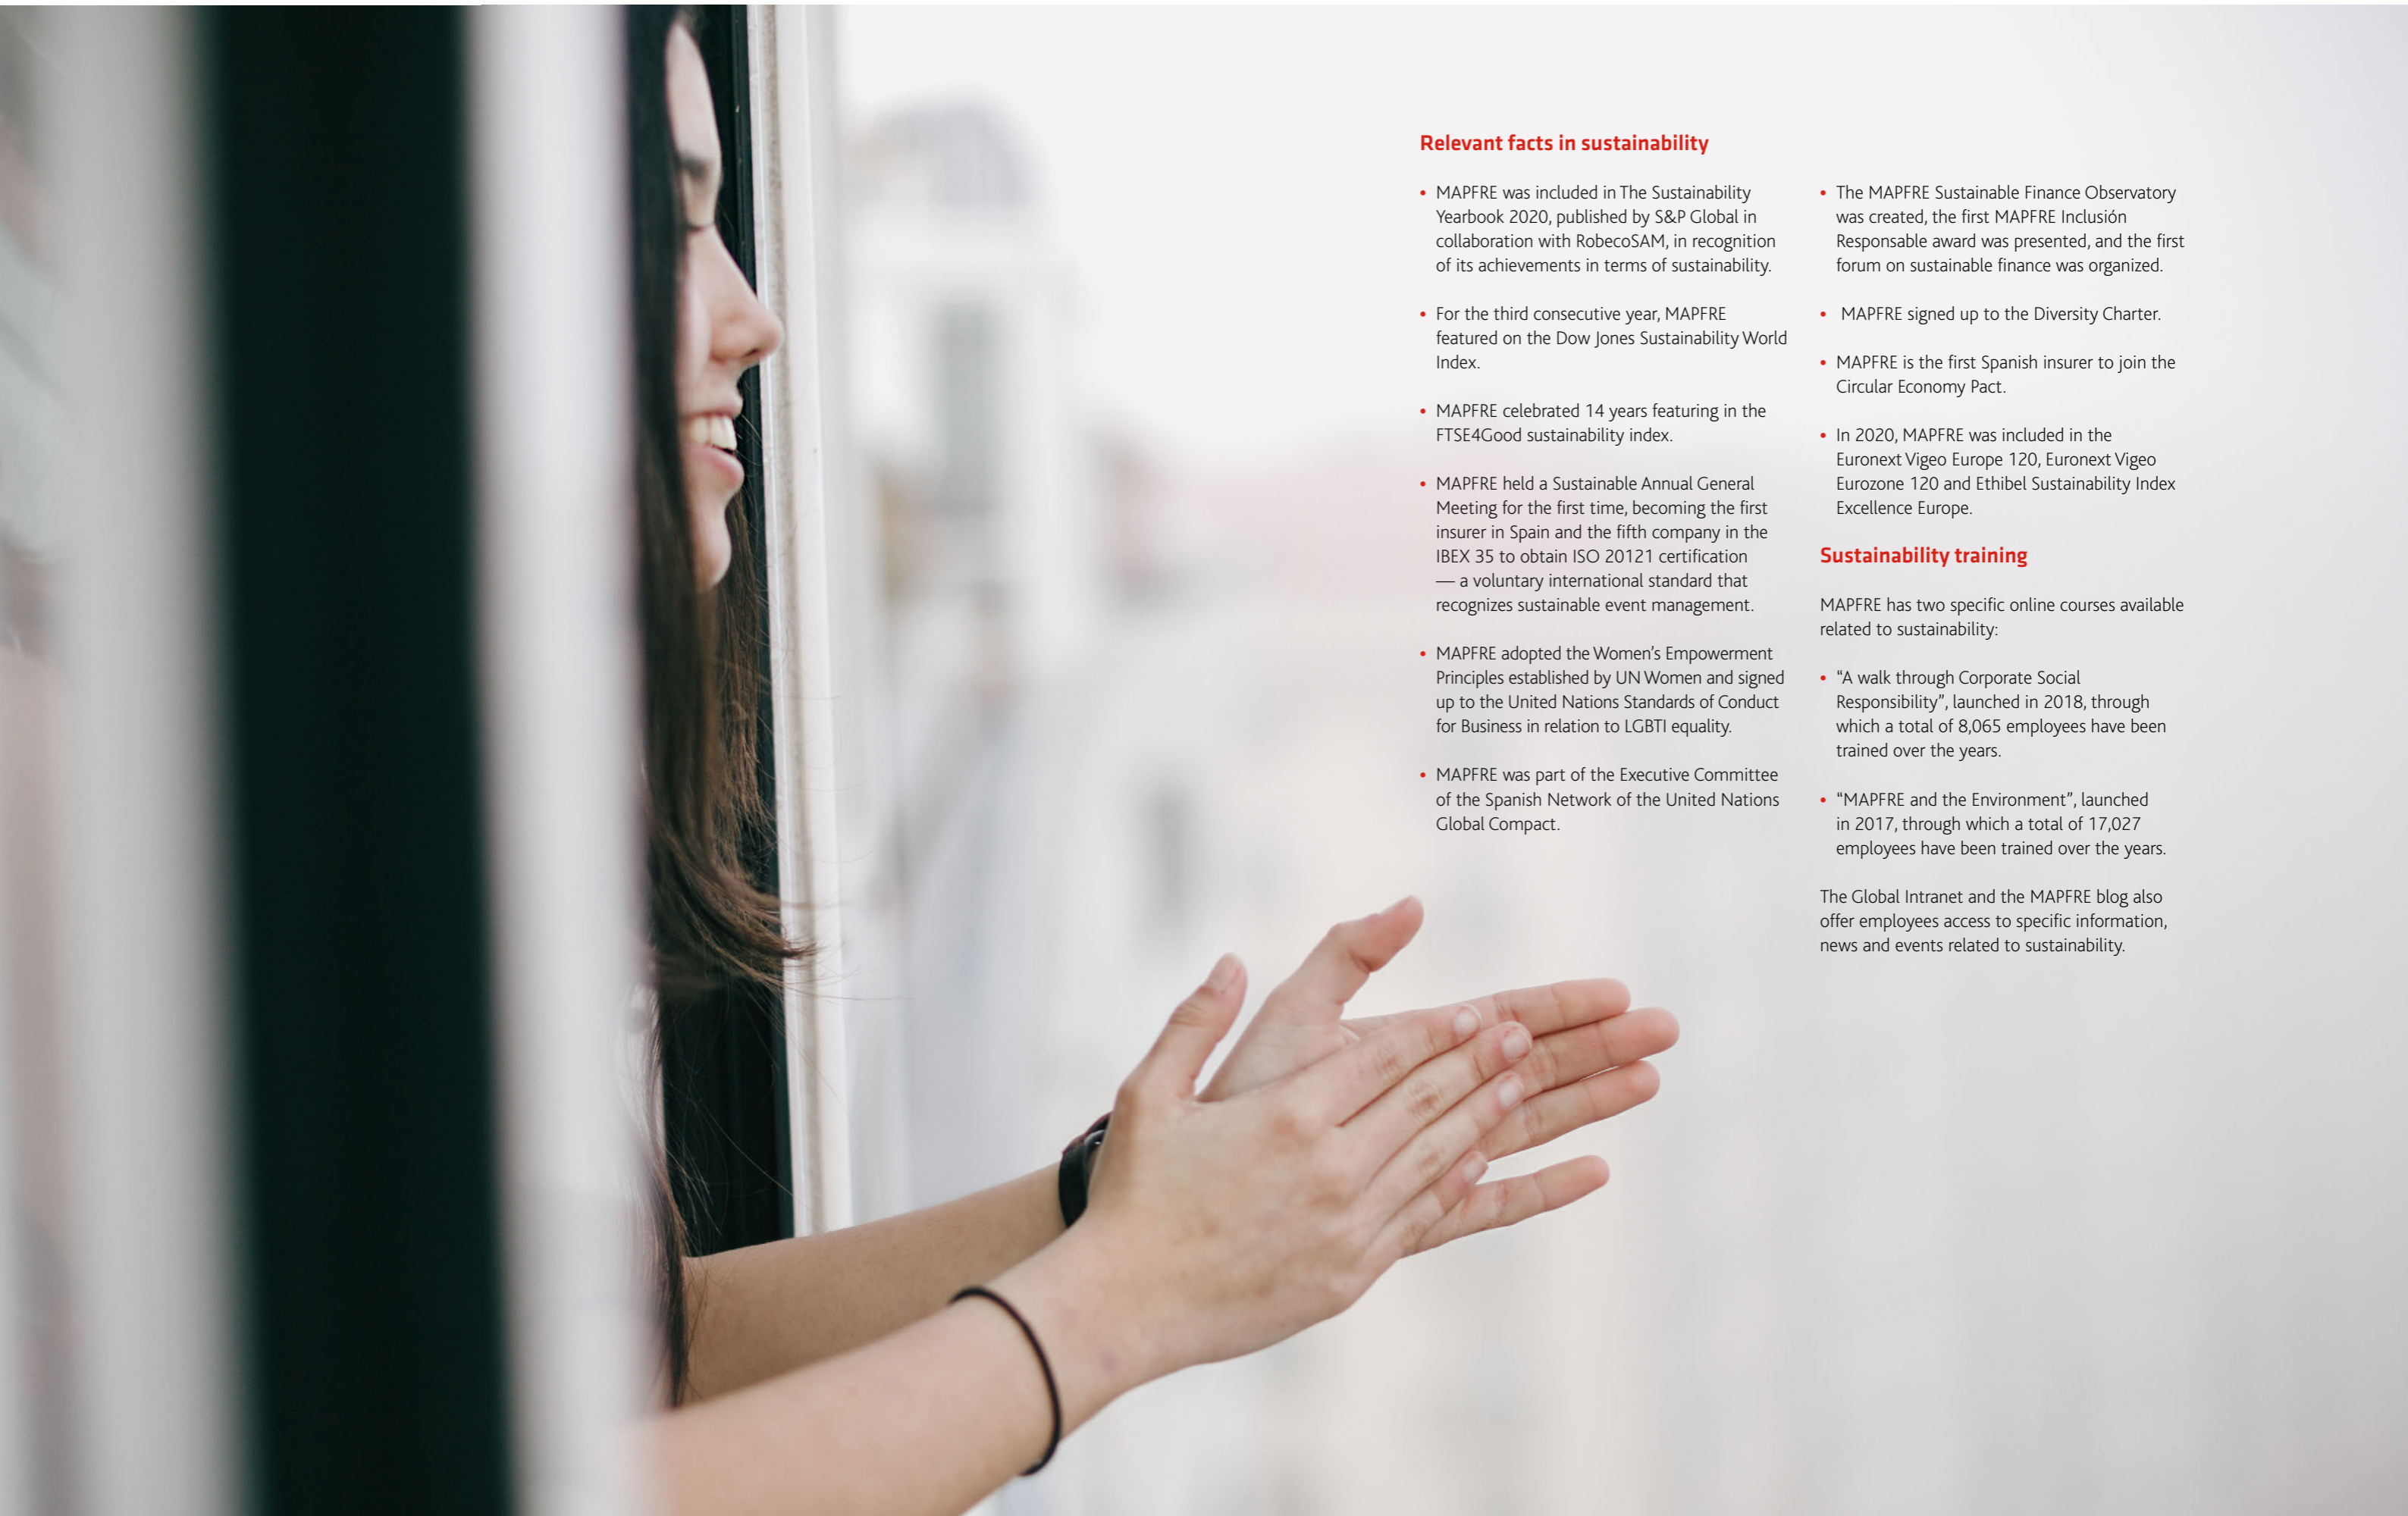 Relevant facts in sustainability
• MAPFRE was included in The Sustainability
Yearbook 2020, published by S&P Global in
collaboration with RobecoSAM, in recognition
of its achievements in terms of sustainability.
• For the third consecutive year, MAPFRE
featured on the Dow Jones Sustainability World
Index.
• MAPFRE celebrated 14 years featuring in the
FTSE4Good sustainability index.
• MAPFRE held a Sustainable Annual General
Meeting for the first time, becoming the first
insurer in Spain and the fifth company in the
IBEX 35 to obtain ISO 20121 certification
— a voluntary international standard that
recognizes sustainable event management.
• MAPFRE adopted the Women’s Empowerment
Principles established by UN Women and signed
up to the United Nations Standards of Conduct
for Business in relation to LGBTI equality.
• MAPFRE was part of the Executive Committee
of the Spanish Network of the United Nations
Global Compact.
• The MAPFRE Sustainable Finance Observatory
was created, the first MAPFRE Inclusión
Responsable award was presented, and the first
forum on sustainable finance was organized.
• MAPFRE signed up to the Diversity Charter.
• MAPFRE is the first Spanish insurer to join the
Circular Economy Pact.
• In 2020, MAPFRE was included in the
Euronext Vigeo Europe 120, Euronext Vigeo
Eurozone 120 and Ethibel Sustainability Index
Excellence Europe.
Sustainability training
MAPFRE has two specific online courses available
related to sustainability:
• “A walk through Corporate Social
Responsibility”, launched in 2018, through
which a total of 8,065 employees have been
trained over the years.
• “MAPFRE and the Environment”, launched
in 2017, through which a total of 17,027
employees have been trained over the years.
The Global Intranet and the MAPFRE blog also
offer employees access to specific information,
news and events related to sustainability.